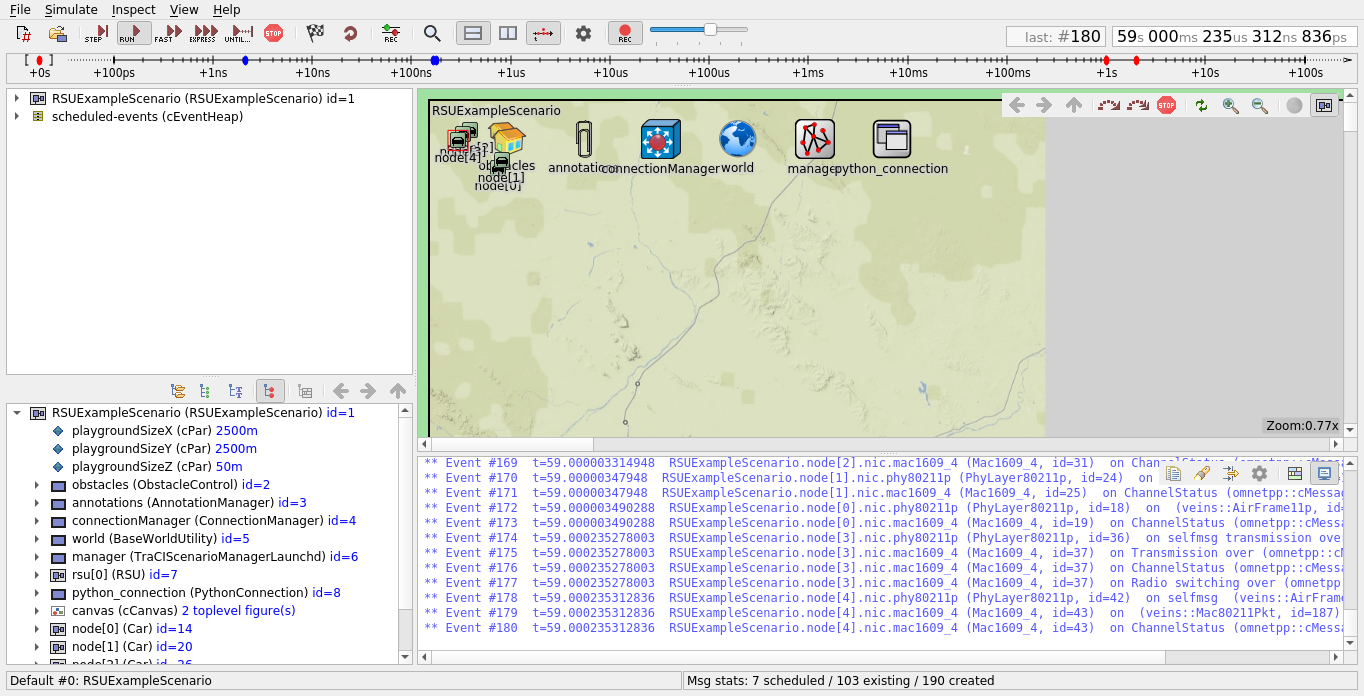 File Simulate Inspect View Help
STEP RUN FAST EXPRESS UNTIL... STOP REC REC
last: #180 59s 000ms 235us 312ns 836ps
+0s +100ps +1ns +10ns +100ns +1us +10us +100us +1ms +10ms +100ms +1s +10s +100s
RSUExampleScenario (RSUExampleScenario) id=1
scheduled-events (cEventHeap)
RSUExampleScenario
STOP
node[4]
obstacles
node[1]
node[0]
annotatio
connectionManager
world
manage
python_connection
Zoom:0.77x
RSUExampleScenario (RSUExampleScenario) id=1
playgroundSizeX (cPar) 2500m
playgroundSizeY (cPar) 2500m
playgroundSizeZ (cPar) 50m
obstacles (ObstacleControl) id=2
annotations (AnnotationManager) id=3
connectionManager (ConnectionManager) id=4
world (BaseWorldUtility) id=5
manager (TraCIScenarioManagerLaunchd) id=6
rsu[0] (RSU) id=7
python_connection (PythonConnection) id=8
canvas (cCanvas) 2 toplevel figure(s)
node[0] (Car) id=14
node[1] (Car) id=20
node[2] (Car) id=26
** Event #169 t=59.000003314948 RSUExampleScenario.node[2].nic.mac1609_4 (Mac1609_4, id=31) on ChannelStatus (omnetpp::cMess
** Event #170 t=59.000000347948 RSUExampleScenario.node[1].nic.phy80211p (PhyLayer80211p, id=24) on
** Event #171 t=59.000000347948 RSUExampleScenario.node[1].nic.mac1609_4 (Mac1609_4, id=25) on ChannelStatus (omnetpp::cMessa
** Event #172 t=59.000003490288 RSUExampleScenario.node[0].nic.phy80211p (PhyLayer80211p, id=18) on (veins::AirFrame11p, id=
** Event #173 t=59.000003490288 RSUExampleScenario.node[0].nic.mac1609_4 (Mac1609_4, id=19) on ChannelStatus (omnetpp::cMessa
** Event #174 t=59.000235278003 RSUExampleScenario.node[3].nic.phy80211p (PhyLayer80211p, id=36) on selfmsg transmission ove
** Event #175 t=59.000235278003 RSUExampleScenario.node[3].nic.mac1609_4 (Mac1609_4, id=37) on Transmission over (omnetpp::cM
** Event #176 t=59.000235278003 RSUExampleScenario.node[3].nic.mac1609_4 (Mac1609_4, id=37) on ChannelStatus (omnetpp::cMessa
** Event #177 t=59.000235278003 RSUExampleScenario.node[3].nic.mac1609_4 (Mac1609_4, id=37) on Radio switching over (omnetpp
** Event #178 t=59.000235312836 RSUExampleScenario.node[4].nic.phy80211p (PhyLayer80211p, id=42) on selfmsg (veins::AirFrame
** Event #179 t=59.000235312836 RSUExampleScenario.node[4].nic.mac1609_4 (Mac1609_4, id=43) on (veins::Mac80211Pkt, id=187)
** Event #180 t=59.000235312836 RSUExampleScenario.node[4].nic.mac1609_4 (Mac1609_4, id=43) on ChannelStatus (omnetpp::cMessa
Default #0: RSUExampleScenario
Msg stats: 7 scheduled / 103 existing / 190 created